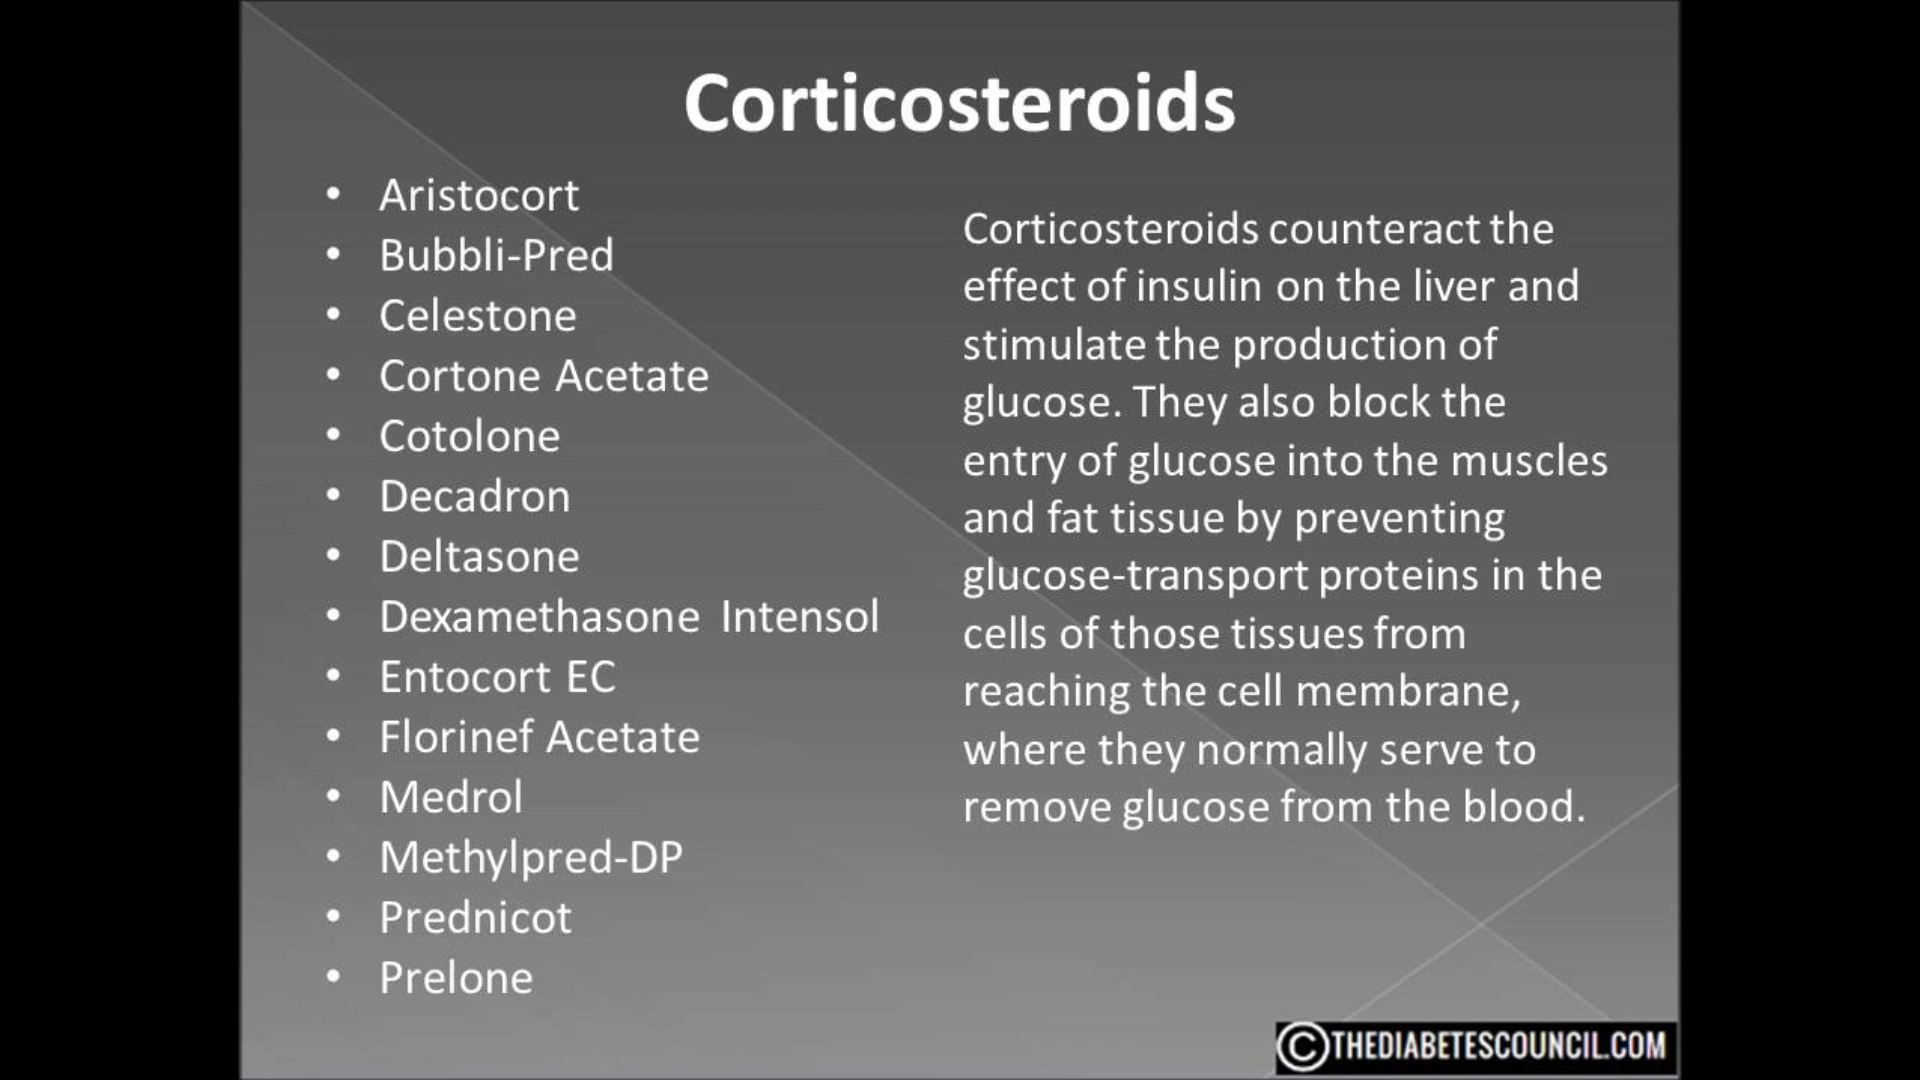 Corticosteroids
• Aristocort
• Bubbli-Pred
• Celestone
• Cortone Acetate
• Cotolone
• Decadron
• Deltasone
• Dexamethasone Intensol
• Entocort EC
• Florinef Acetate
• Medrol
• Methylpred-DP
• Prednicot
• Prelone
Corticosteroids counteract the
effect of insulin on the liver and
stimulate the production of
glucose. They also block the
entry of glucose into the muscles
and fat tissue by preventing
glucose-transport proteins in the
cells of those tissues from
reaching the cell membrane,
where they normally serve to
remove glucose from the blood.
©THEDIABETESCOUNCIL.COM